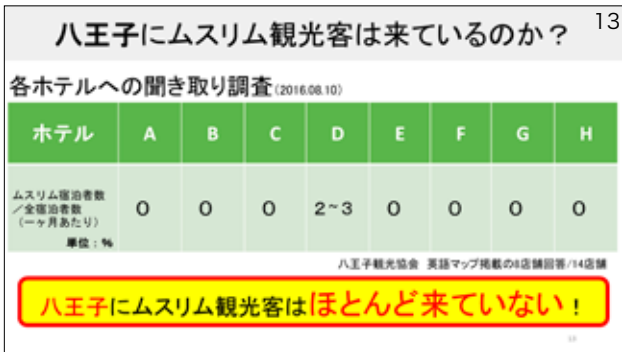 八王子にムスリム観光客は来ているのか？
13
各ホテルへの聞き取り調査(2016.08.10)
ホテル A B C D E F G H
ムスリム宿泊者数
／全宿泊者数
（一ヶ月あたり）
単位：%
0 0 0 2~3 0 0 0 0
八王子観光協会 英語マップ掲載の8店舗回答/14店舗
八王子にムスリム観光客はほとんど来ていない！